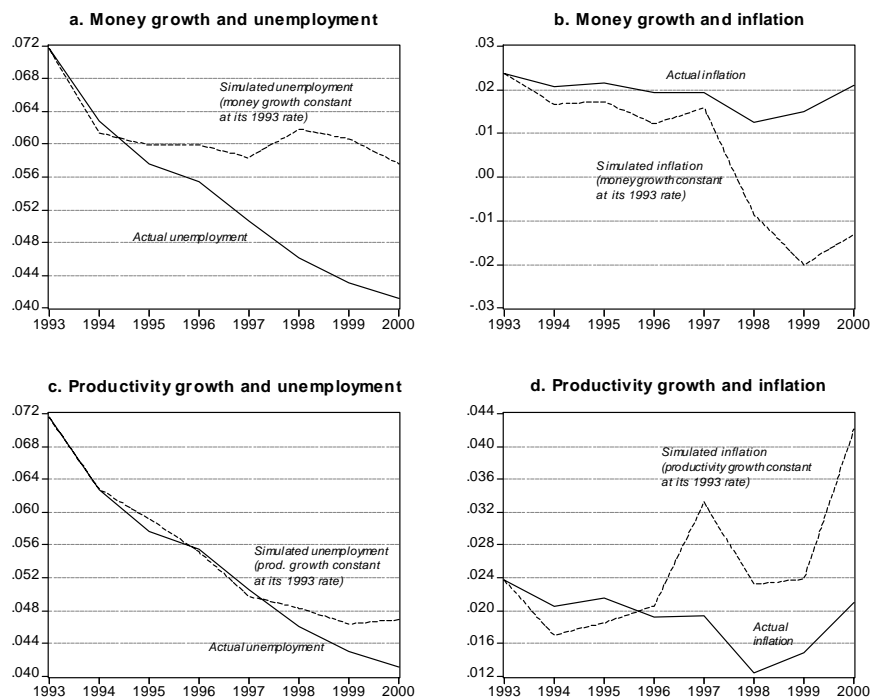 a. Money growth and unemployment
.072
.068
.064
.060
.056
.052
.048
.044
.040
1993 1994 1995 1996 1997 1998 1999 2000
Simulated unemployment
(money growth constant
at its 1993 rate)
Actual unemployment
b. Money growth and inflation
.03
.02
.01
.00
-.01
-.02
-.03
1993 1994 1995 1996 1997 1998 1999 2000
Actual inflation
Simulated inflation
(money growth constant
at its 1993 rate)
c. Productivity growth and unemployment
.072
.068
.064
.060
.056
.052
.048
.044
.040
1993 1994 1995 1996 1997 1998 1999 2000
Simulated unemployment
(prod. growth constant
at its 1993 rate)
Actual unemployment
d. Productivity growth and inflation
.044
.040
.036
.032
.028
.024
.020
.016
.012
1993 1994 1995 1996 1997 1998 1999 2000
Simulated inflation
(productivity growth constant
at its 1993 rate)
Actual
inflation